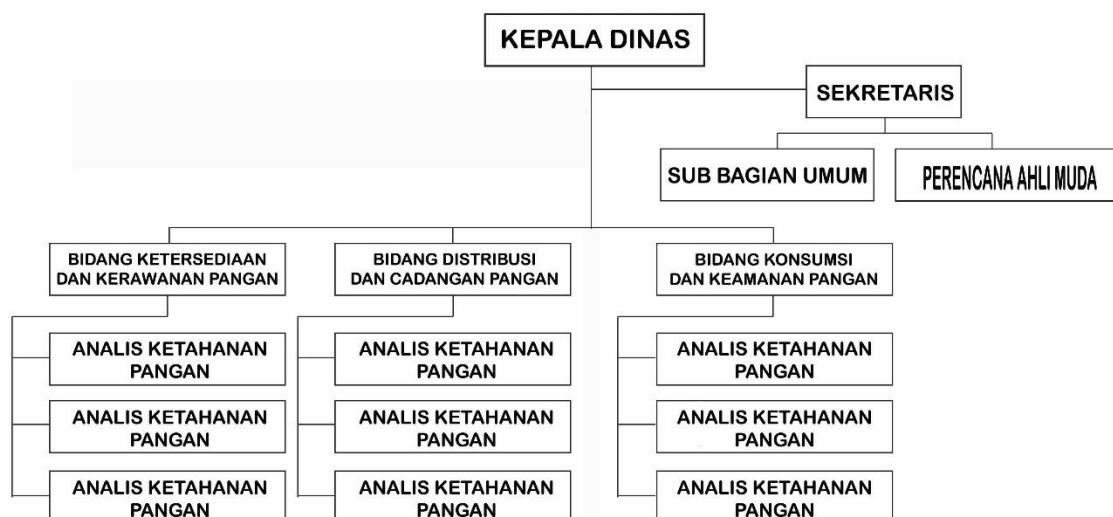 KEPALA DINAS
SEKRETARIS
SUB BAGIAN UMUM
PERENCANA AHLI MUDA
BIDANG KETERSEDIAAN
DAN KERAWANAN PANGAN
BIDANG DISTRIBUSI
DAN CADANGAN PANGAN
BIDANG KONSUMSI
DAN KEAMANAN PANGAN
ANALIS KETAHANAN
PANGAN
ANALIS KETAHANAN
PANGAN
ANALIS KETAHANAN
PANGAN
ANALIS KETAHANAN
PANGAN
ANALIS KETAHANAN
PANGAN
ANALIS KETAHANAN
PANGAN
ANALIS KETAHANAN
PANGAN
ANALIS KETAHANAN
PANGAN
ANALIS KETAHANAN
PANGAN